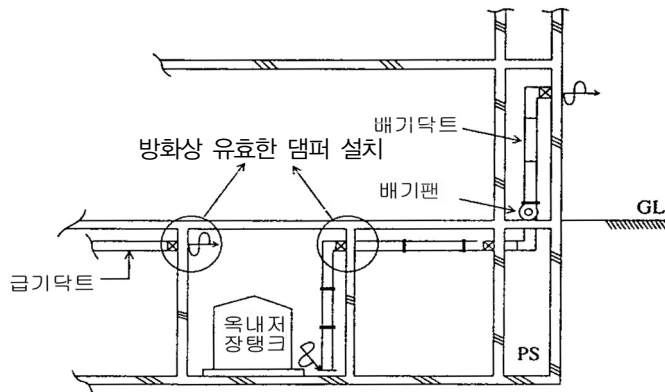 배기닥트
방화상 유효한 댐퍼 설치
배기팬
GL
급기닥트
옥내저
장탱크
PS